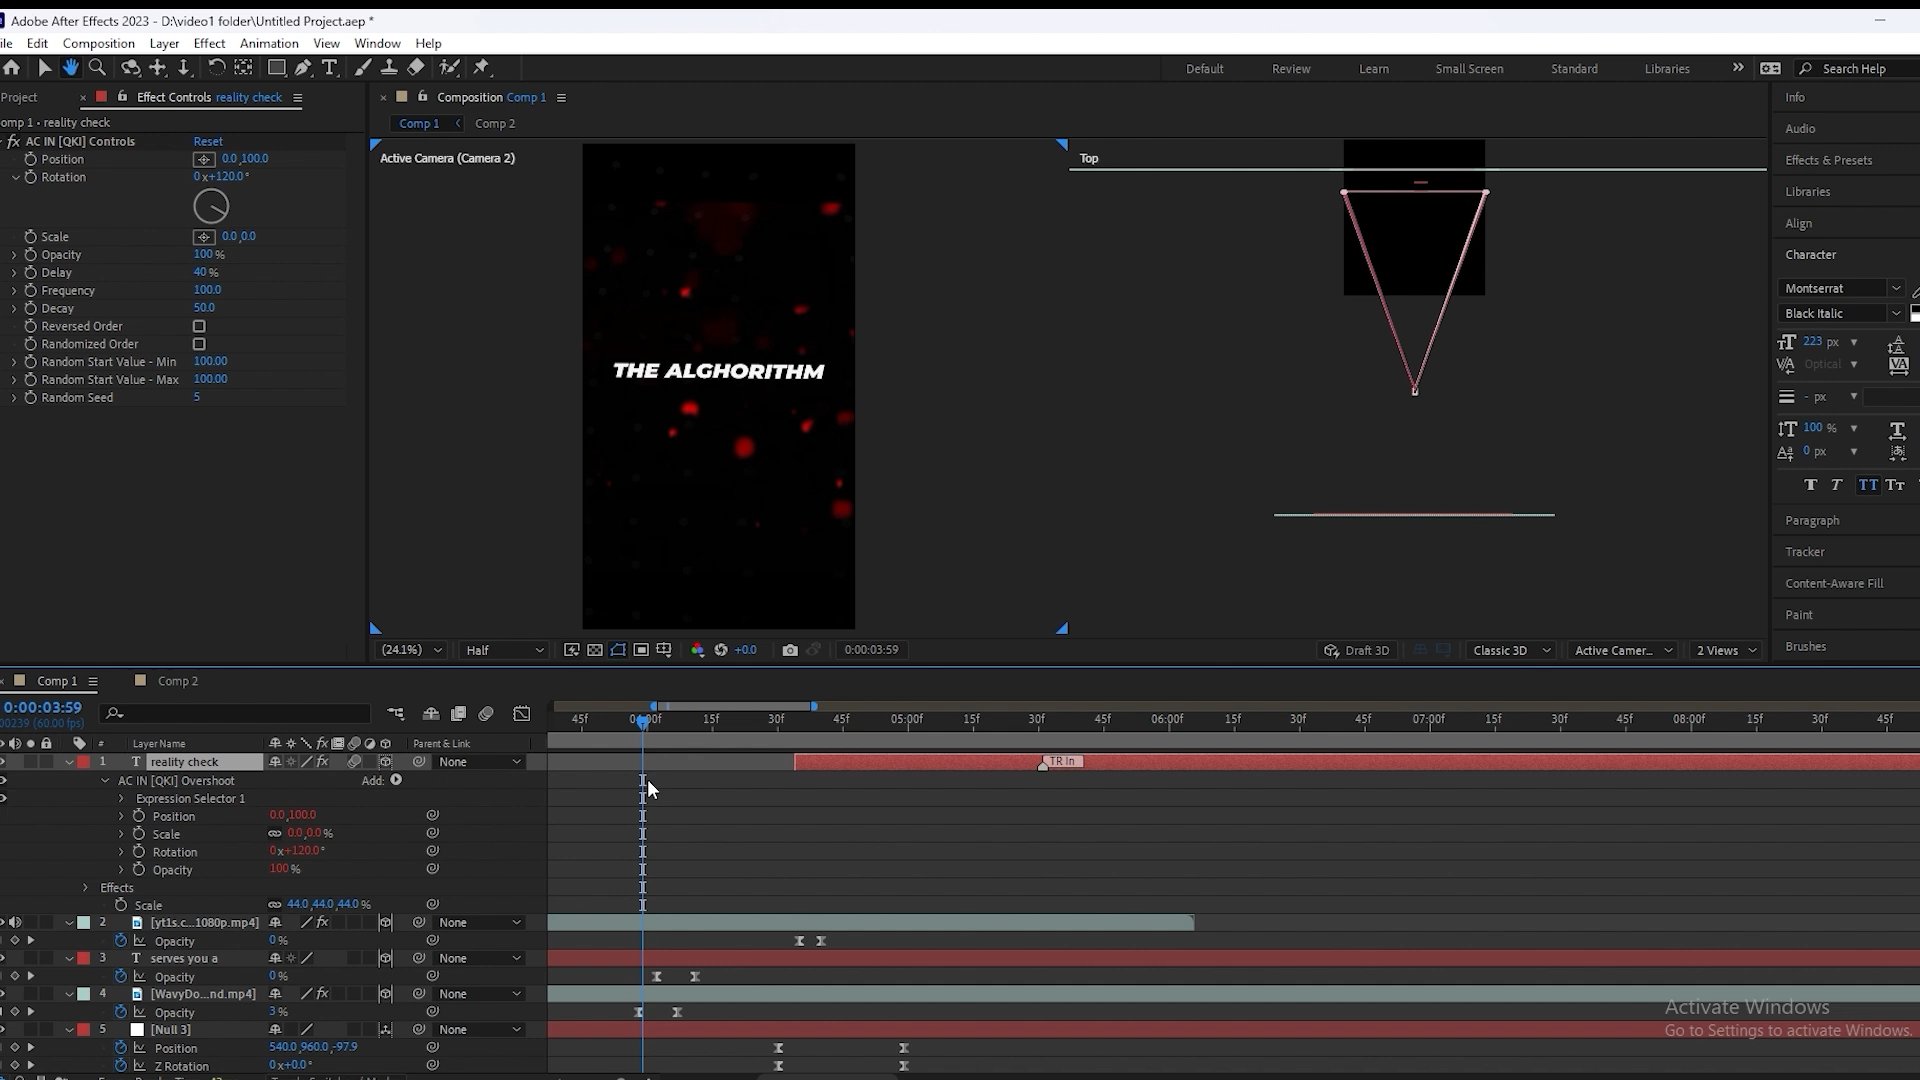 Adobe After Effects 2023 - D:\video1 folder\Untitled Project.aep *
ile Edit Composition Layer Effect Animation View Window Help
Default Review Learn Small Screen Standard Libraries Search Help
Project Effect Controls reality check
Composition Comp 1
Info
omp 1 · reality check
Comp 1 Comp 2
Audio
fx AC IN [QKI] Controls Reset
Position 0.0,100.0
Rotation 0x+120.0°
Scale 0.0,0.0
Opacity 100 %
Delay 40 %
Frequency 100.0
Decay 50.0
Reversed Order
Randomized Order
Random Start Value - Min 100.00
Random Start Value - Max 100.00
Random Seed 5
Active Camera (Camera 2)
THE ALGHORITHM
Top
Effects & Presets
Libraries
Align
Character
Montserrat
Black Italic
223 px
Optical
- px
100 %
0 px
Paragraph
Tracker
Content-Aware Fill
Paint
Brushes
(24.1%) Half +0.0 0:00:03:59 Draft 3D Classic 3D Active Camer... 2 Views
Comp 1 Comp 2
0:00:03:59
00239 (60.00 fps)
45f 04:00f 15f 30f 45f 05:00f 15f 30f 45f 06:00f 15f 30f 45f 07:00f 15f 30f 45f 08:00f 15f 30f 45f
# Layer Name fx Parent & Link
1 T reality check fx None TR In
AC IN [QKI] Overshoot Add:
Expression Selector 1
Position 0.0,100.0
Scale 0.0,0.0 %
Rotation 0x+120.0°
Opacity 100 %
Effects
Scale 44.0,44.0,44.0 %
2 [yt1s.c...1080p.mp4] fx None
Opacity 0 %
3 T serves you a None
Opacity 0 %
4 [WavyDo...nd.mp4] fx None
Opacity 3 %
5 [Null 3] None
Position 540.0,960.0,-97.9
Z Rotation 0x+0.0°
Activate Windows
Go to Settings to activate Windows.